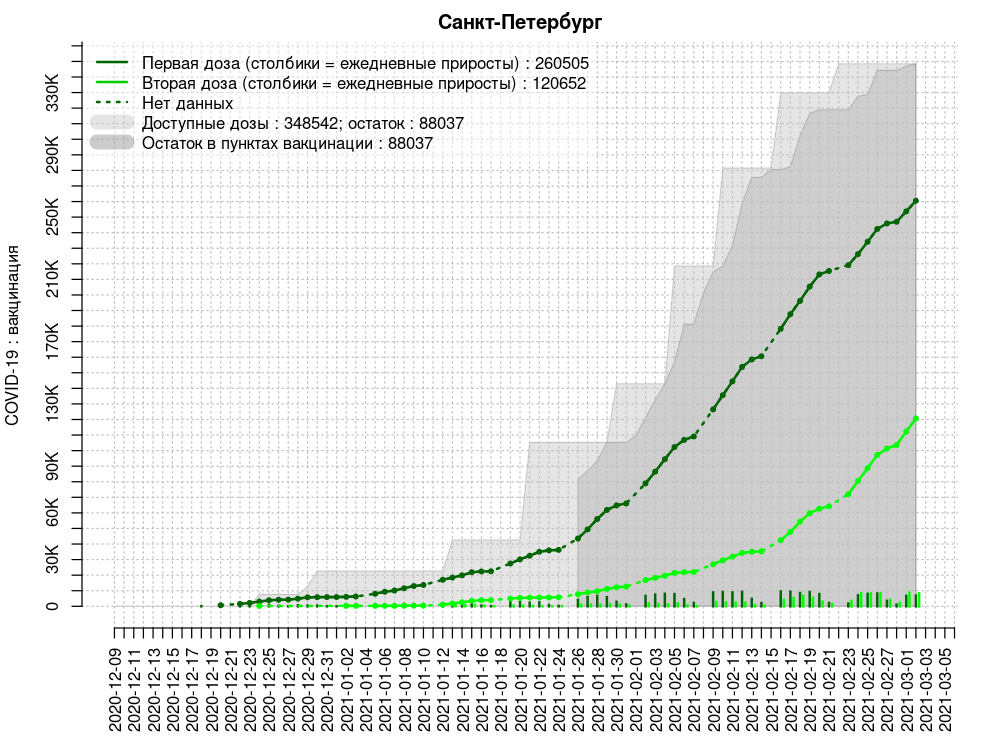 Санкт-Петербург
Первая доза (столбики = ежедневные приросты) : 260505
Вторая доза (столбики = ежедневные приросты) : 120652
Нет данных
Доступные дозы : 348542; остаток : 88037
Остаток в пунктах вакцинации : 88037
COVID-19 : вакцинация
330K
290K
250K
210K
170K
130K
90K
60K
30K
0
2020-12-09
2020-12-11
2020-12-13
2020-12-15
2020-12-17
2020-12-19
2020-12-21
2020-12-23
2020-12-25
2020-12-27
2020-12-29
2020-12-31
2021-01-02
2021-01-04
2021-01-06
2021-01-08
2021-01-10
2021-01-12
2021-01-14
2021-01-16
2021-01-18
2021-01-20
2021-01-22
2021-01-24
2021-01-26
2021-01-28
2021-01-30
2021-02-01
2021-02-03
2021-02-05
2021-02-07
2021-02-09
2021-02-11
2021-02-13
2021-02-15
2021-02-17
2021-02-19
2021-02-21
2021-02-23
2021-02-25
2021-02-27
2021-03-01
2021-03-03
2021-03-05